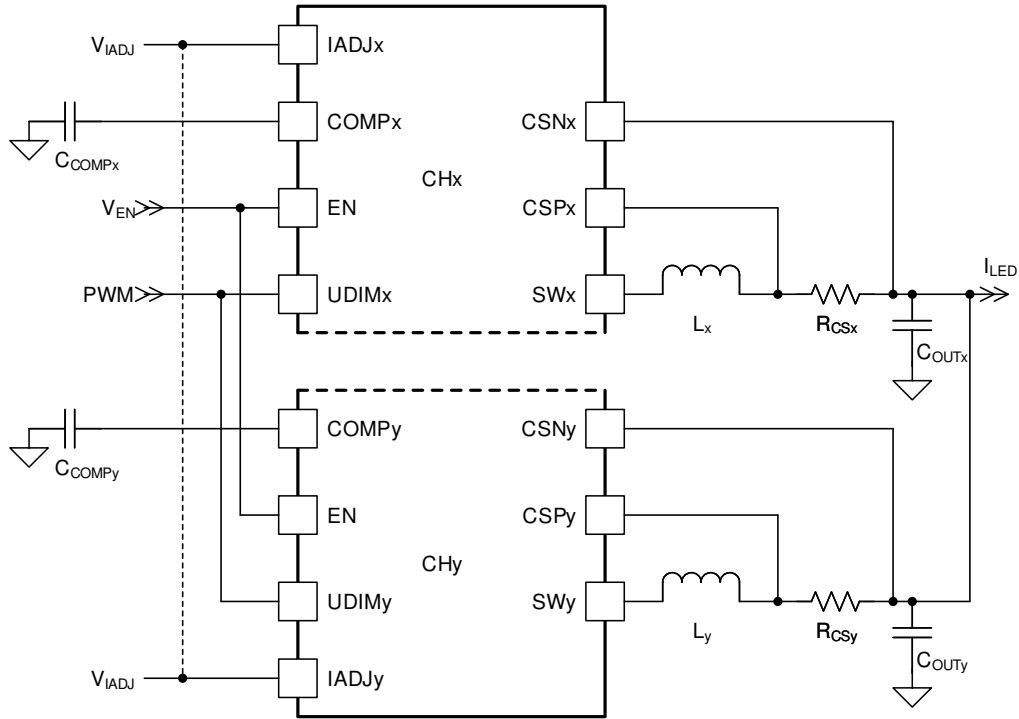 V_IADJ
IADJx
C_COMPx
COMPx
CSNx
CHx
V_EN
EN
CSPx
PWM
UDIMx
SWx
L_x
R_CSx
I_LED
C_OUTx
C_COMPy
COMPy
CSNy
EN
CSPy
CHy
UDIMy
SWy
L_y
R_CSy
C_OUTy
V_IADJ
IADJy